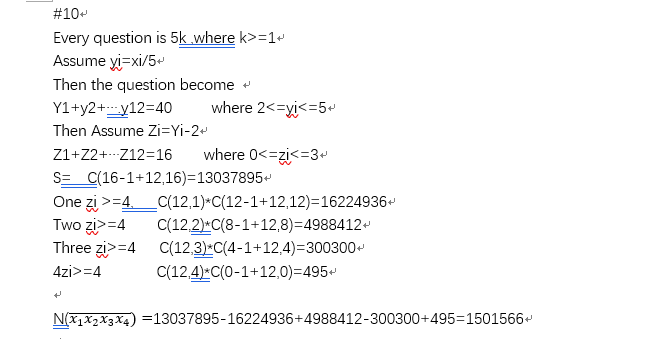 #10
Every question is 5k ,where k>=1
Assume yi=xi/5
Then the question become
Y1+y2+…y12=40 where 2<=yi<=5
Then Assume Zi=Yi-2
Z1+Z2+…Z12=16 where 0<=zi<=3
S= C(16-1+12,16)=13037895
One zi >=4, C(12,1)*C(12-1+12,12)=16224936
Two zi>=4 C(12,2)*C(8-1+12,8)=4988412
Three zi>=4 C(12,3)*C(4-1+12,4)=300300
4zi>=4 C(12,4)*C(0-1+12,0)=495
N(x̅₁x̅₂x̅₃x̅₄) =13037895-16224936+4988412-300300+495=1501566